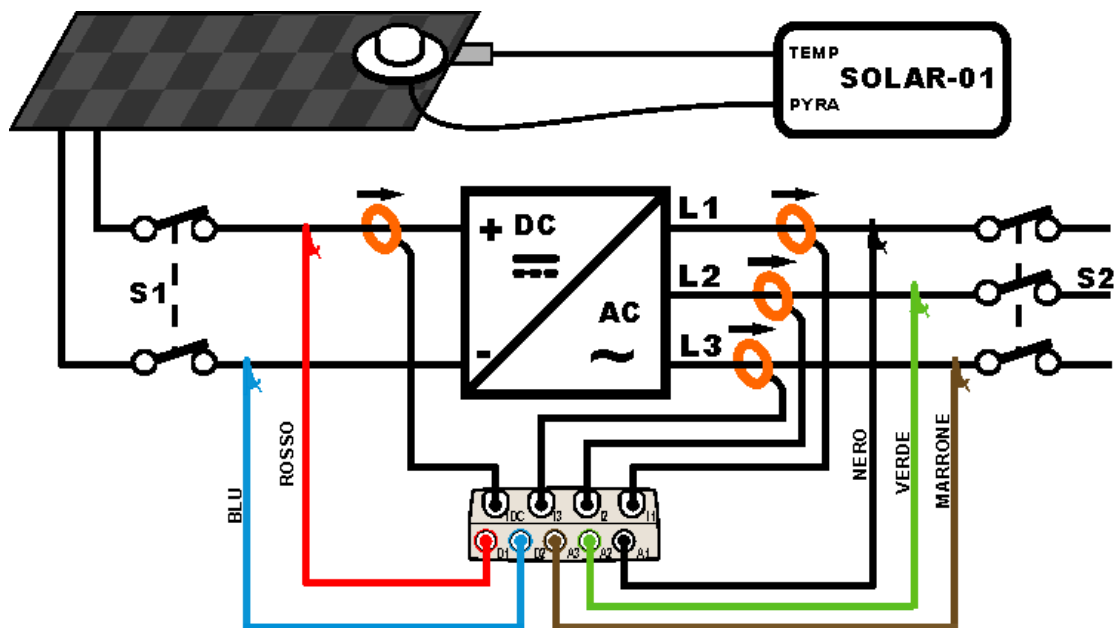 TEMP
SOLAR-01
PYRA
L1
+ DC
S1
L2
S2
AC
~
L3
-
ROSSO
BLU
NERO
VERDE
MARRONE
IDC I3 I2 I1
D1 D2 A3 A2 A1